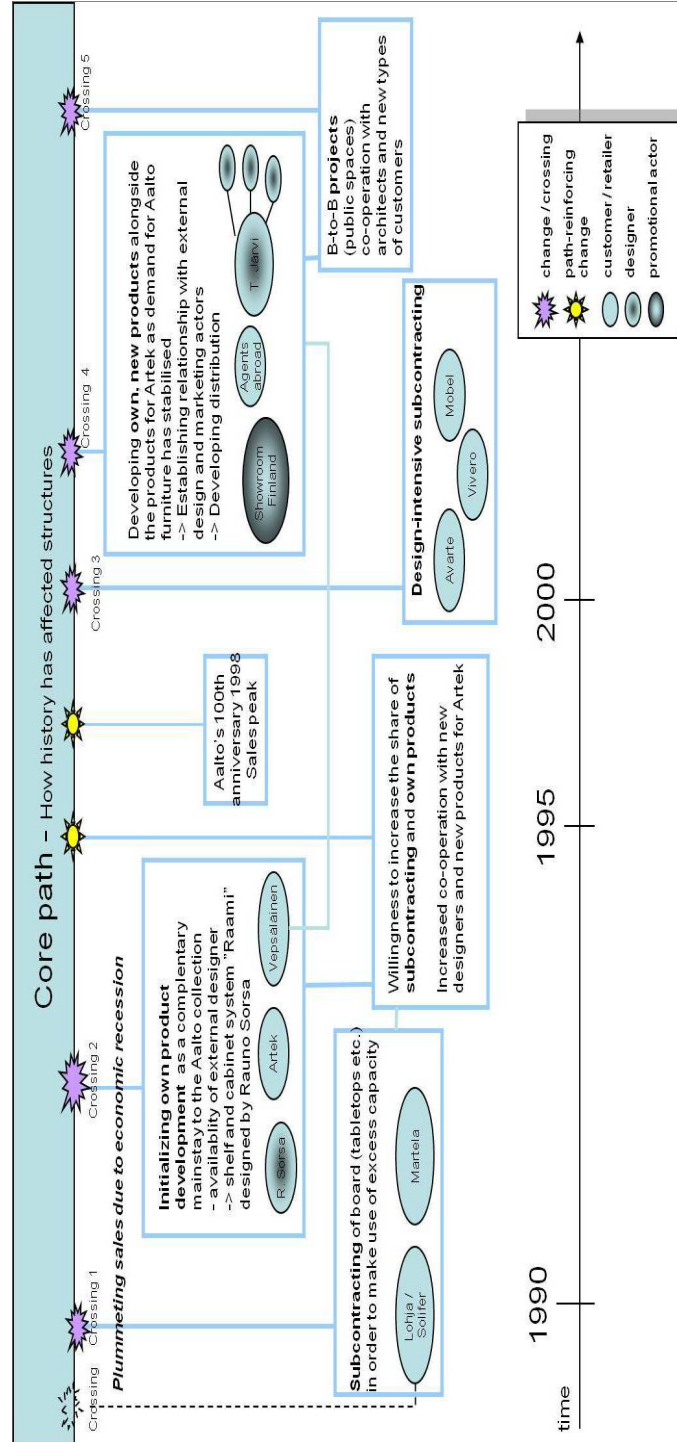 Core path – How history has affected structures
Crossing
Crossing 1
Crossing 2
Crossing 3
Crossing 4
Crossing 5
Plummeting sales due to economic recession
Subcontracting of board (tabletops etc.)
in order to make use of excess capacity
Lohja /
Solifer
Martela
Initializing own product
development as a complentary
mainstay to the Aalto collection
- availablity of external designer
-> shelf and cabinet system "Raami"
designed by Rauno Sorsa
R. Sorsa
Artek
Vepsäläinen
Willingness to increase the share of
subcontracting and own products
Increased co-operation with new
designers and new products for Artek
Aalto's 100th
anniversary 1998
Sales peak
Design-intensive subcontracting
Avarte
Vivero
Mobel
Developing own, new products alongside
the products for Artek as demand for Aalto
furniture has stabilised
-> Establishing relationship with external
design and marketing actors
-> Developing distribution
Showroom
Finland
Agents
abroad
T. Järvi
B-to-B projects
(public spaces)
co-operation with
architects and new types
of customers
time
1990
1995
2000
change / crossing
path-reinforcing
change
customer / retailer
designer
promotional actor